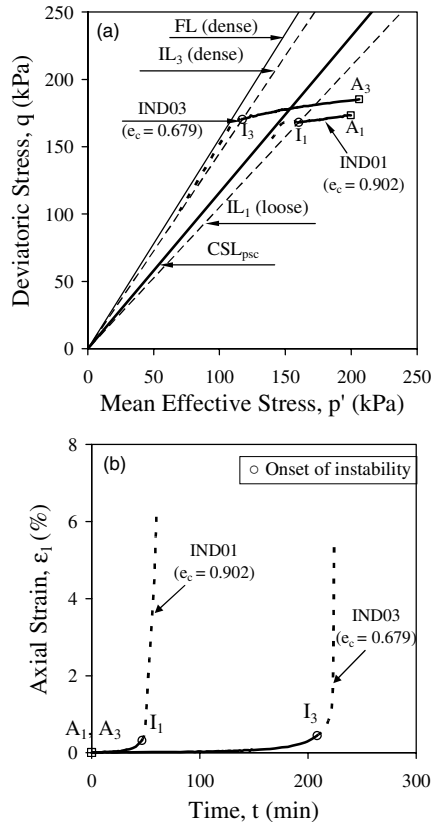 (a)
FL (dense)
IL3 (dense)
IND03
(ec = 0.679)
I3
A3
I1
A1
IND01
(ec = 0.902)
IL1 (loose)
CSLpsc
Deviatoric Stress, q (kPa)
250
200
150
100
50
0
0 50 100 150 200 250
Mean Effective Stress, p' (kPa)
(b)
Onset of instability
IND01
(ec = 0.902)
IND03
(ec = 0.679)
A1 A3 I1
I3
Axial Strain, ε1 (%)
8
6
4
2
0
0 100 200 300
Time, t (min)